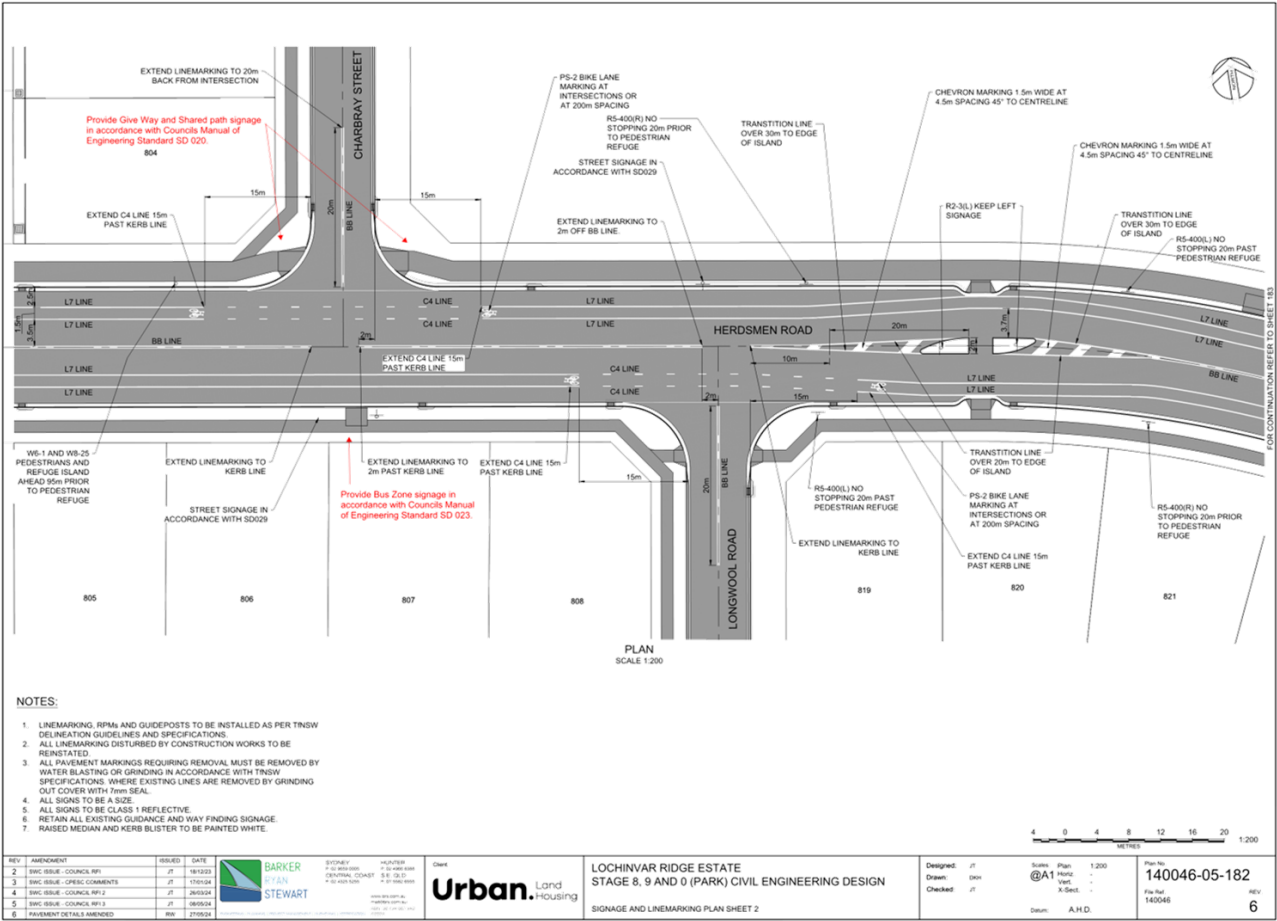 EXTEND LINEMARKING TO 20m
BACK FROM INTERSECTION
CHARBRAY STREET
PS-2 BIKE LANE
MARKING AT
INTERSECTIONS OR
AT 200m SPACING
CHEVRON MARKING 1.5m WIDE AT
4.5m SPACING 45° TO CENTRELINE
Provide Give Way and Shared path signage
in accordance with Councils Manual of
Engineering Standard SD 020.
804
R5-400(R) NO
STOPPING 20m PRIOR
TO PEDESTRIAN
REFUGE
TRANSTITION LINE
OVER 30m TO EDGE
OF ISLAND
CHEVRON MARKING 1.5m WIDE AT
4.5m SPACING 45° TO CENTRELINE
STREET SIGNAGE IN
ACCORDANCE WITH SD029
15m
15m
20m
BB LINE
EXTEND C4 LINE 15m
PAST KERB LINE
EXTEND LINEMARKING TO
2m OFF BB LINE.
R2-3(L) KEEP LEFT
SIGNAGE
TRANSTITION LINE
OVER 30m TO EDGE
OF ISLAND
R5-400(L) NO
STOPPING 20m PAST
PEDESTRIAN REFUGE
2.5m
1.5m
3.5m
L7 LINE
C4 LINE
L7 LINE
L7 LINE
C4 LINE
L7 LINE
HERDSMEN ROAD
20m
3.7m
2m
L7 LINE
L7 LINE
BB LINE
2m
EXTEND C4 LINE 15m
PAST KERB LINE
10m
BB LINE
L7 LINE
C4 LINE
L7 LINE
L7 LINE
C4 LINE
L7 LINE
2m
15m
FOR CONTINUATION REFER TO SHEET 183
W6-1 AND W8-25
PEDESTRIANS AND
REFUGE ISLAND
AHEAD 95m PRIOR
TO PEDESTRIAN
REFUGE
EXTEND LINEMARKING TO
KERB LINE
EXTEND LINEMARKING TO
2m PAST KERB LINE
EXTEND C4 LINE 15m
PAST KERB LINE
15m
20m
BB LINE
TRANSTITION LINE
OVER 20m TO EDGE
OF ISLAND
STREET SIGNAGE IN
ACCORDANCE WITH SD029
Provide Bus Zone signage in
accordance with Councils Manual
of Engineering Standard SD 023.
R5-400(L) NO
STOPPING 20m PAST
PEDESTRIAN REFUGE
PS-2 BIKE LANE
MARKING AT
INTERSECTIONS OR
AT 200m SPACING
R5-400(R) NO
STOPPING 20m PRIOR
TO PEDESTRIAN
REFUGE
EXTEND LINEMARKING TO
KERB LINE
EXTEND C4 LINE 15m
PAST KERB LINE
LONGWOOL ROAD
805
806
807
808
819
820
821
PLAN
SCALE 1:200
NOTES:
1. LINEMARKING, RPMs AND GUIDEPOSTS TO BE INSTALLED AS PER TfNSW
DELINEATION GUIDELINES AND SPECIFICATIONS.
2. ALL LINEMARKING DISTURBED BY CONSTRUCTION WORKS TO BE
REINSTATED.
3. ALL PAVEMENT MARKINGS REQUIRING REMOVAL MUST BE REMOVED BY
WATER BLASTING OR GRINDING IN ACCORDANCE WITH TfNSW
SPECIFICATIONS. WHERE EXISTING LINES ARE REMOVED BY GRINDING
OUT COVER WITH 7mm SEAL.
4. ALL SIGNS TO BE A SIZE.
5. ALL SIGNS TO BE CLASS 1 REFLECTIVE.
6. RETAIN ALL EXISTING GUIDANCE AND WAY FINDING SIGNAGE.
7. RAISED MEDIAN AND KERB BLISTER TO BE PAINTED WHITE.
4 0 4 8 12 16 20
METRES
1:200
REV AMENDMENT ISSUED DATE
2 SWC ISSUE - COUNCIL RFI JT 18/12/23
3 SWC ISSUE - CPESC COMMENTS JT 17/01/24
4 SWC ISSUE - COUNCIL RFI 2 JT 26/03/24
5 SWC ISSUE - COUNCIL RFI 3 JT 08/05/24
6 PAVEMENT DETAILS AMENDED RW 27/05/24
BARKER
RYAN
STEWART
SYDNEY
CENTRAL COAST
HUNTER
S.E. QLD
Client
Urban. Land
Housing
LOCHINVAR RIDGE ESTATE
STAGE 8, 9 AND 0 (PARK) CIVIL ENGINEERING DESIGN
SIGNAGE AND LINEMARKING PLAN SHEET 2
Designed: JT
Drawn: DKH
Checked: JT
Scales Plan 1:200
@A1 Horiz. -
Vert. -
X-Sect. -
Datum: A.H.D.
Plan No
140046-05-182
File Ref.
140046
REV.
6